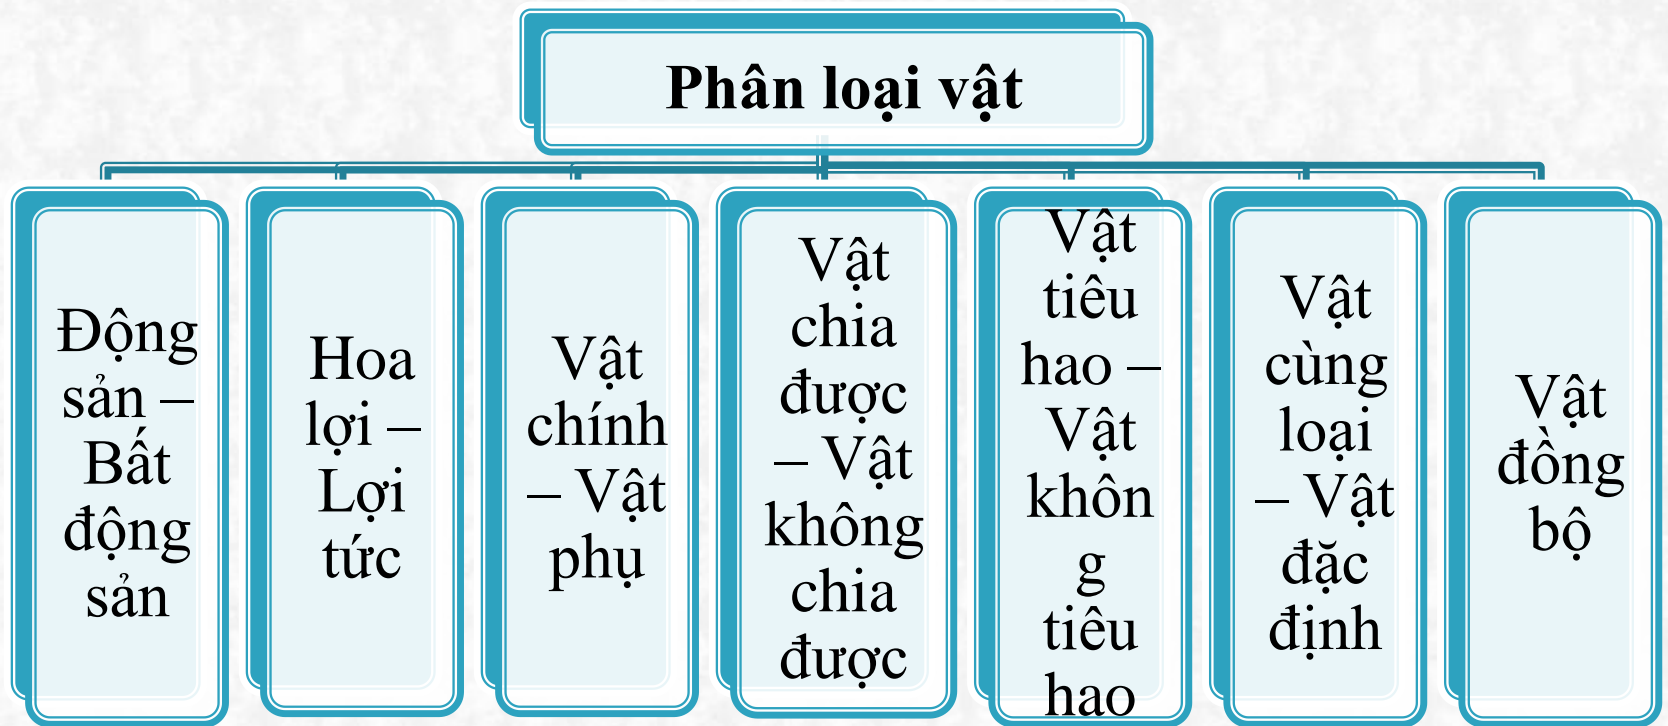 Phân loại vật
Động
sản –
Bất
động
sản
Hoa
lợi –
Lợi
tức
Vật
chính
– Vật
phụ
Vật
chia
được
– Vật
không
chia
được
Vật
tiêu
hao –
Vật
khôn
g
tiêu
hao
Vật
cùng
loại
– Vật
đặc
định
Vật
đồng
bộ